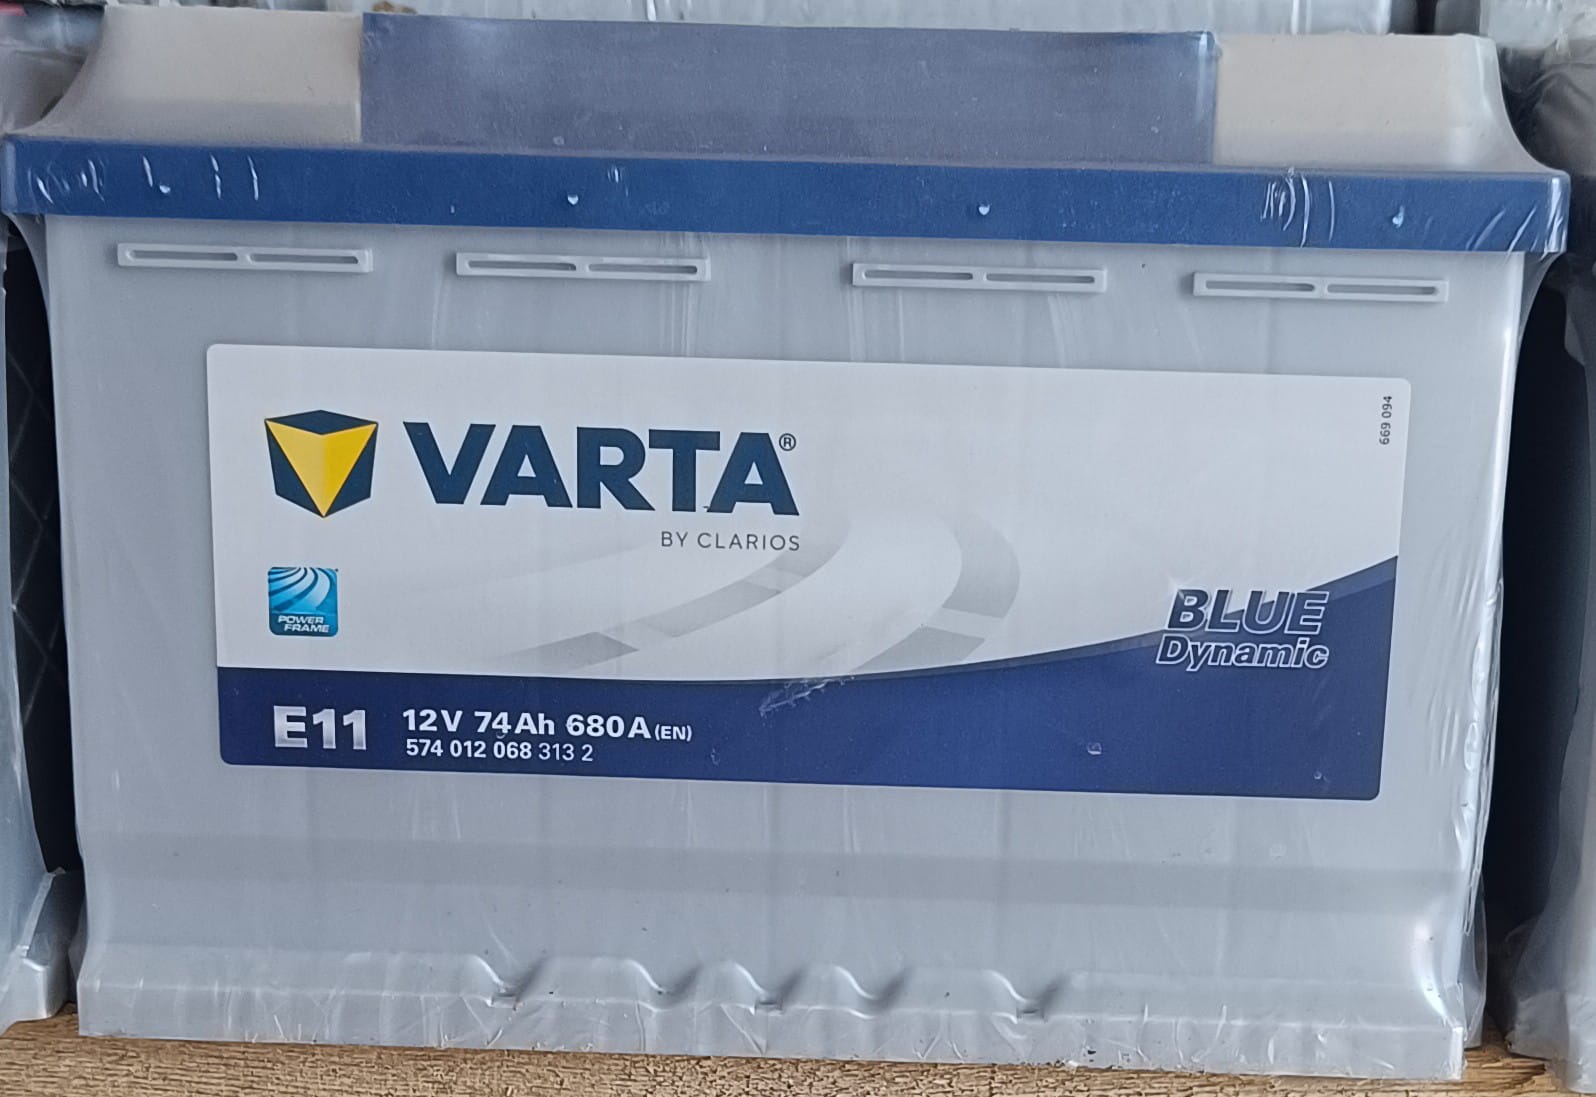 669 094
VARTA®
BY CLARIOS
POWER
FRAME
BLUE
Dynamic
E11
12V 74Ah 680A (EN)
574 012 068 313 2